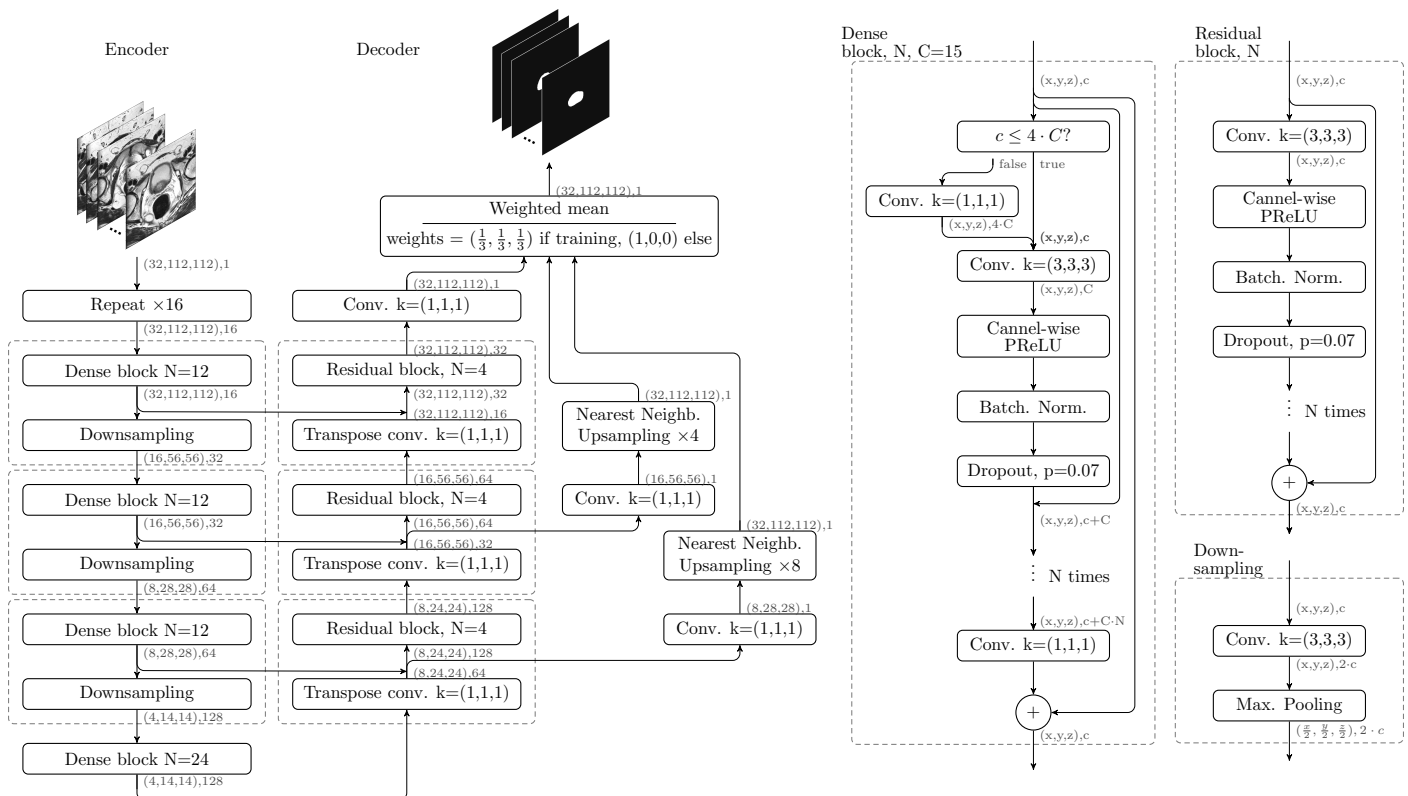 Encoder
(32,112,112),1
Repeat ×16
(32,112,112),16
Dense block N=12
(32,112,112),16
Downsampling
(16,56,56),32
Dense block N=12
(16,56,56),32
Downsampling
(8,28,28),64
Dense block N=12
(8,28,28),64
Downsampling
(4,14,14),128
Dense block N=24
(4,14,14),128
Decoder
(32,112,112),1
Weighted mean
weights = (1/3, 1/3, 1/3) if training, (1,0,0) else
(32,112,112),1
Conv. k=(1,1,1)
(32,112,112),32
Residual block, N=4
(32,112,112),32
(32,112,112),16
Transpose conv. k=(1,1,1)
(16,56,56),64
Residual block, N=4
(16,56,56),64
(16,56,56),32
Transpose conv. k=(1,1,1)
(8,24,24),128
Residual block, N=4
(8,24,24),128
(8,24,24),64
Transpose conv. k=(1,1,1)
(32,112,112),1
Nearest Neighb.
Upsampling ×4
(16,56,56),1
Conv. k=(1,1,1)
(32,112,112),1
Nearest Neighb.
Upsampling ×8
(8,28,28),1
Conv. k=(1,1,1)
Dense
block, N, C=15
(x,y,z),c
c ≤ 4 · C?
false
true
Conv. k=(1,1,1)
(x,y,z),4·C
(x,y,z),c
Conv. k=(3,3,3)
(x,y,z),C
Cannel-wise
PReLU
Batch. Norm.
Dropout, p=0.07
(x,y,z),c+C
⋮ N times
(x,y,z),c+C·N
Conv. k=(1,1,1)
+
(x,y,z),c
Residual
block, N
(x,y,z),c
Conv. k=(3,3,3)
(x,y,z),c
Cannel-wise
PReLU
Batch. Norm.
Dropout, p=0.07
⋮ N times
+
(x,y,z),c
Down-
sampling
(x,y,z),c
Conv. k=(3,3,3)
(x,y,z),2·c
Max. Pooling
(x/2, y/2, z/2), 2 · c